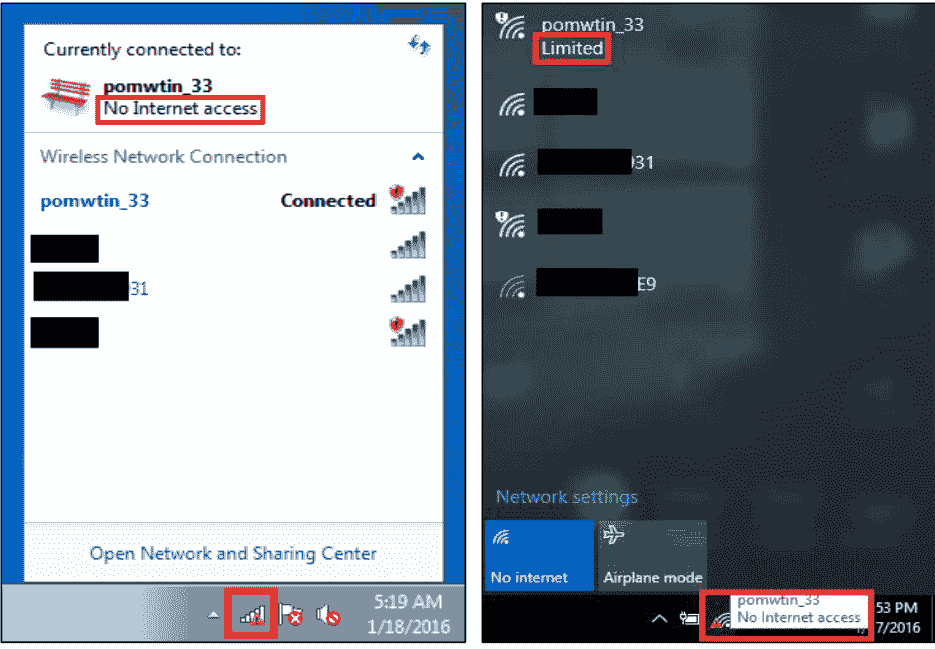 Currently connected to:
pomwtin_33
No Internet access
Wireless Network Connection
pomwtin_33 Connected
31
Open Network and Sharing Center
5:19 AM
1/18/2016
pomwtin_33
Limited
31
E9
Network settings
No internet
Airplane mode
pomwtin_33
No Internet access
53 PM
7/2016